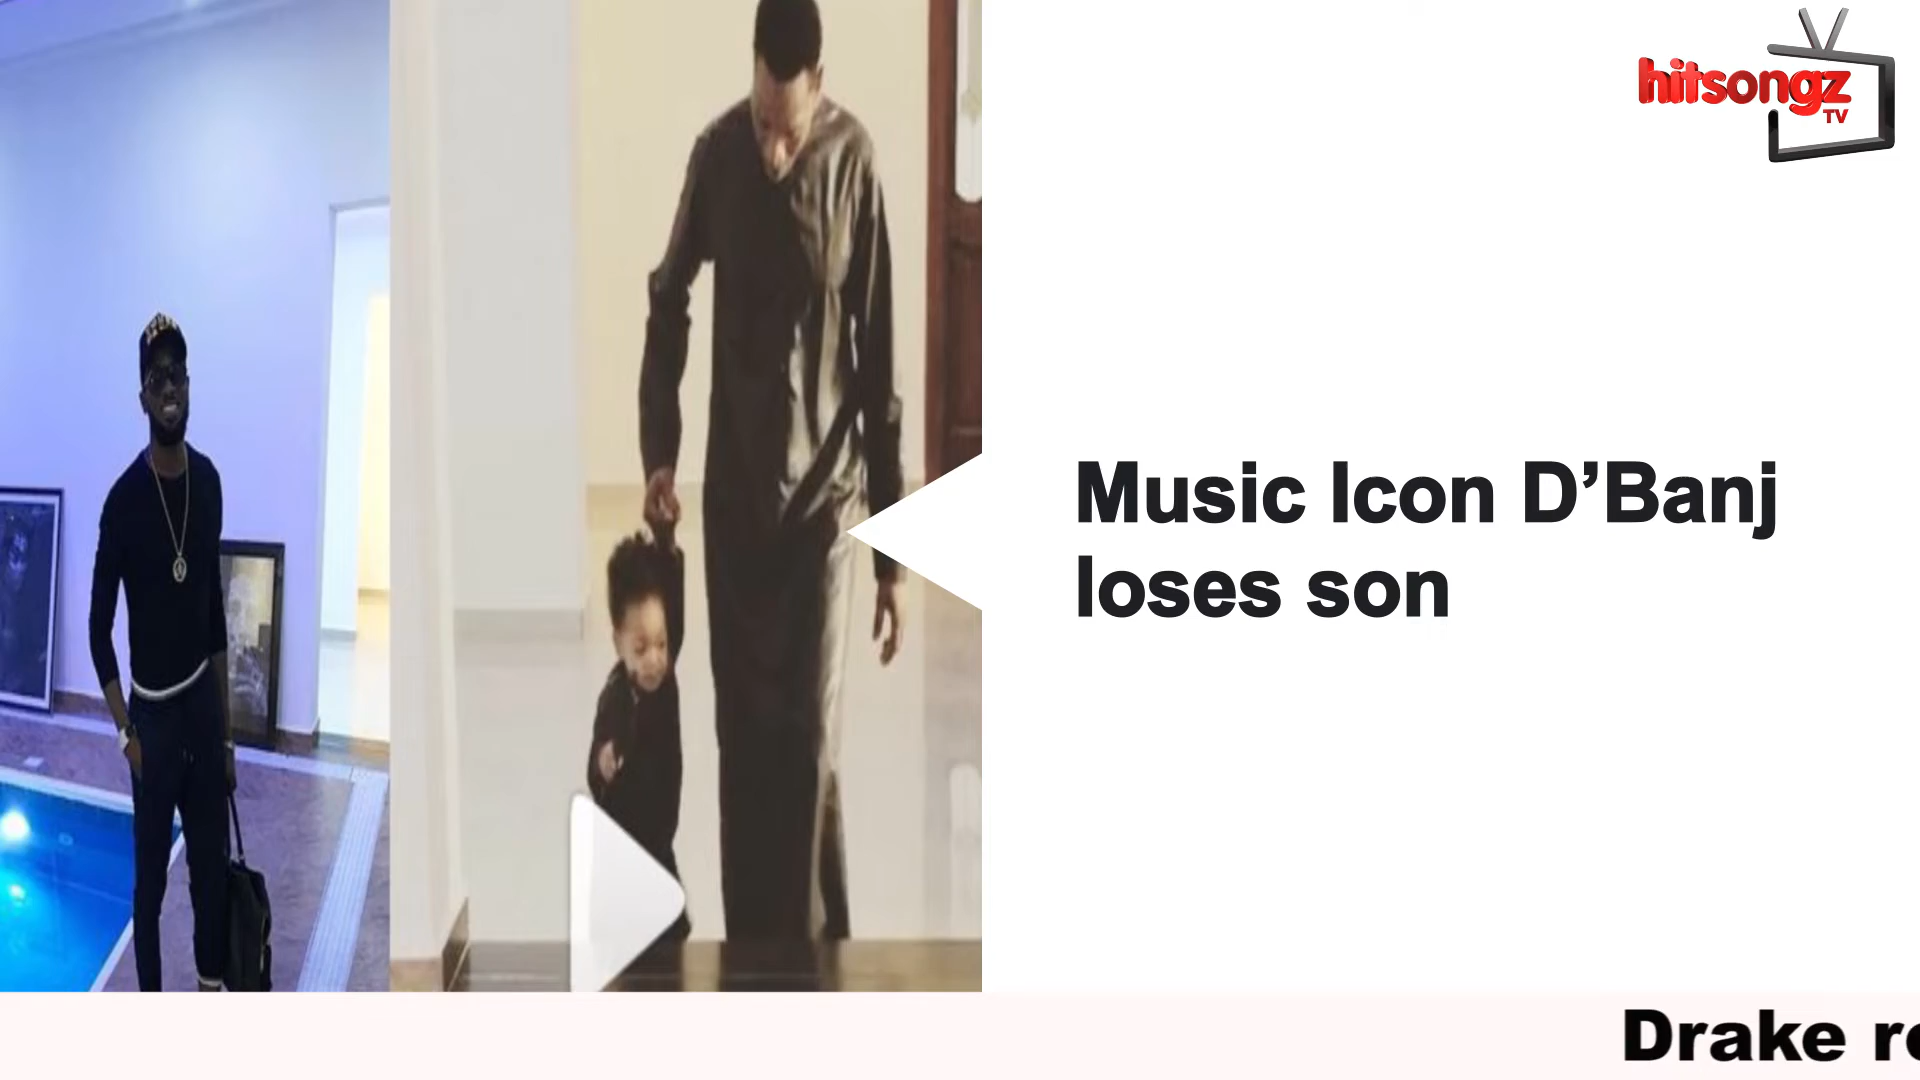 hitsongz
TV
Music Icon D’Banj
loses son
Drake